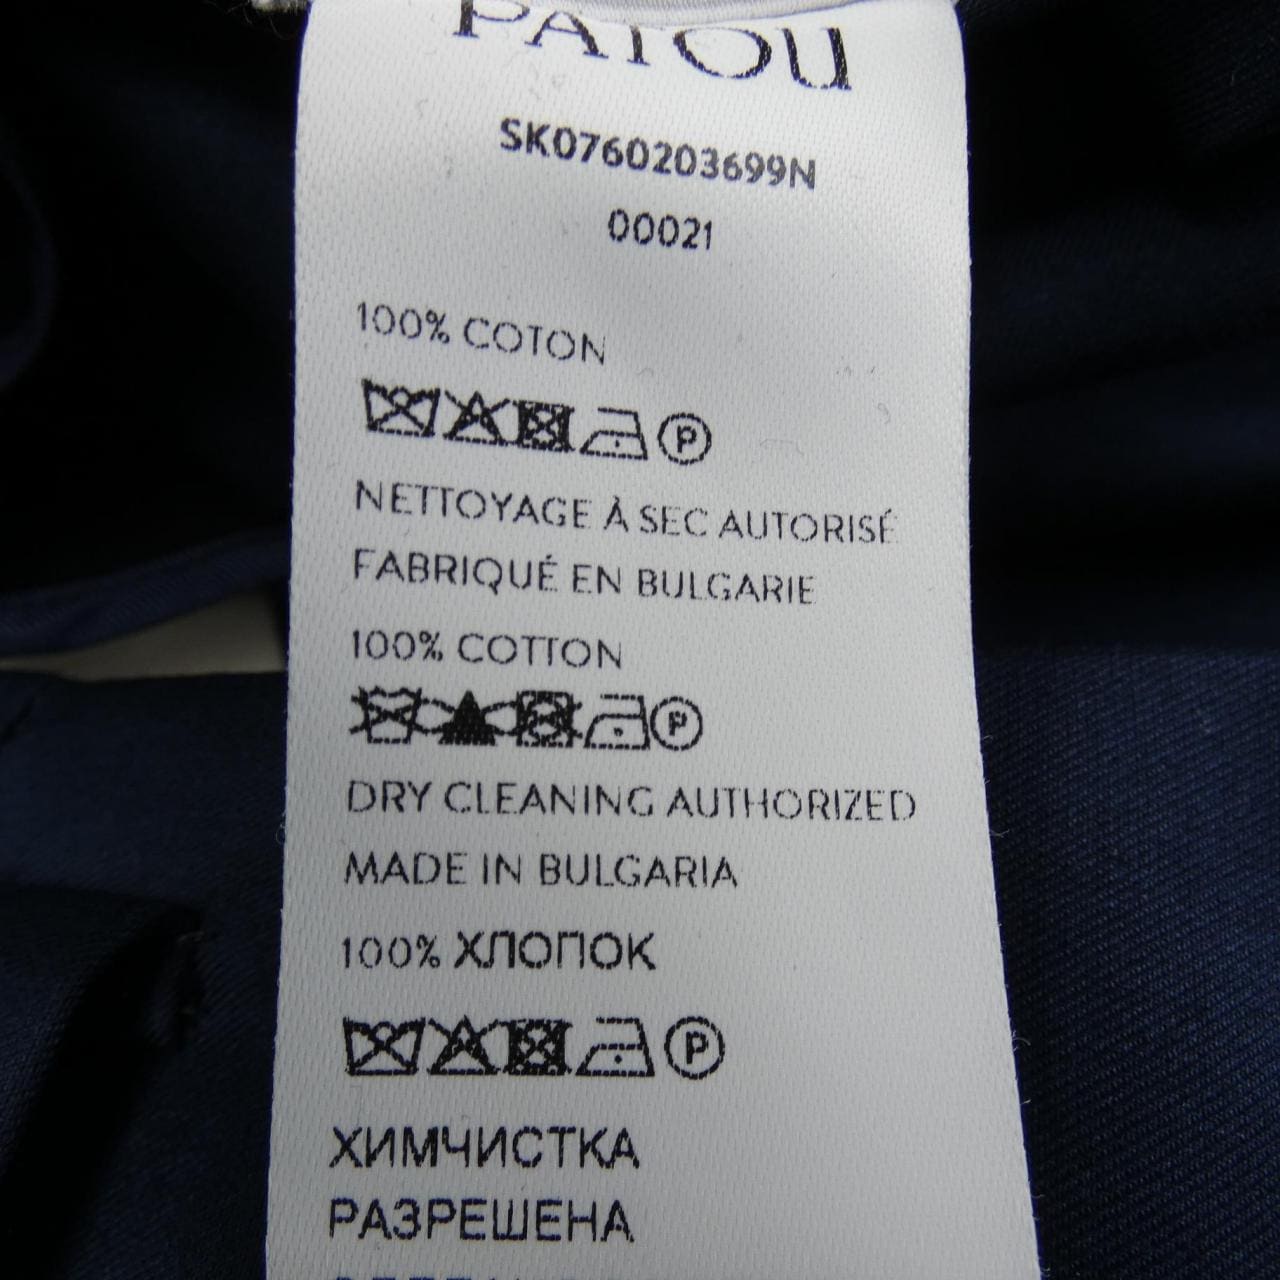 PATOU
SK0760203699N
00021
100% COTON
P
NETTOYAGE À SEC AUTORISÉ
FABRIQUÉ EN BULGARIE
100% COTTON
P
DRY CLEANING AUTHORIZED
MADE IN BULGARIA
100% ХЛОПОК
P
ХИМЧИСТКА
РАЗРЕШЕНА